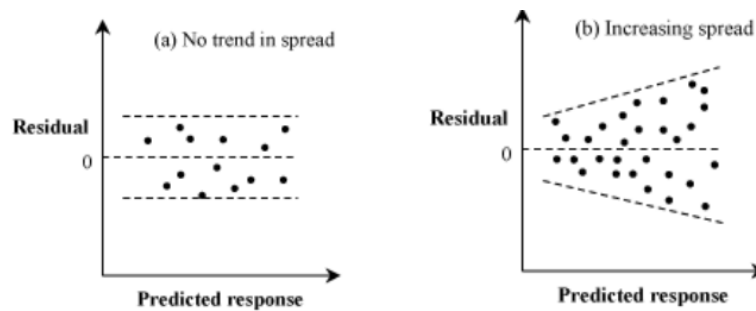 (a) No trend in spread
Residual
0
Predicted response
(b) Increasing spread
Residual
0
Predicted response